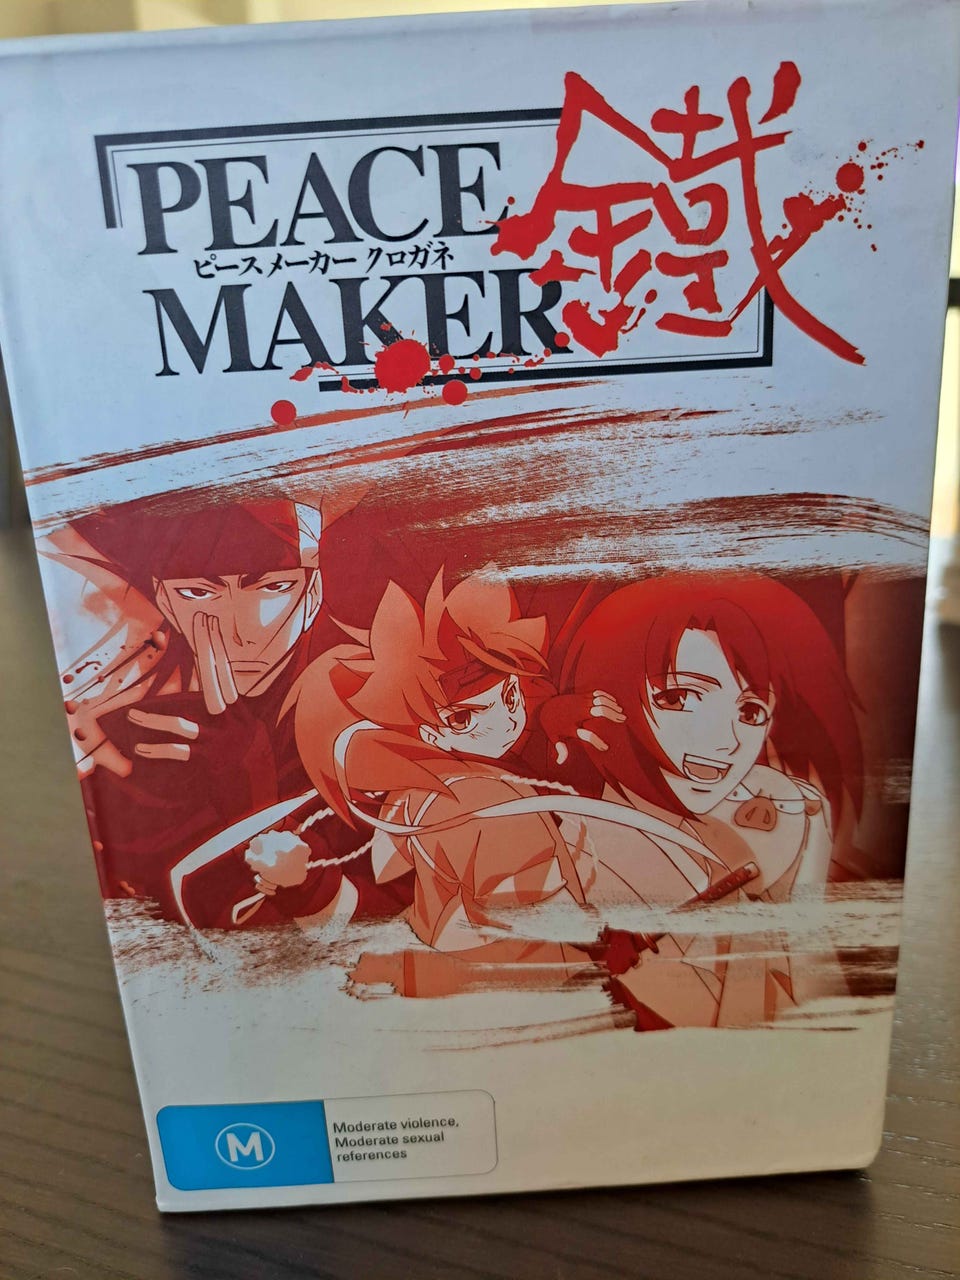 PEACE
鐵
ピースメーカー クロガネ
MAKER
M
Moderate violence,
Moderate sexual
references